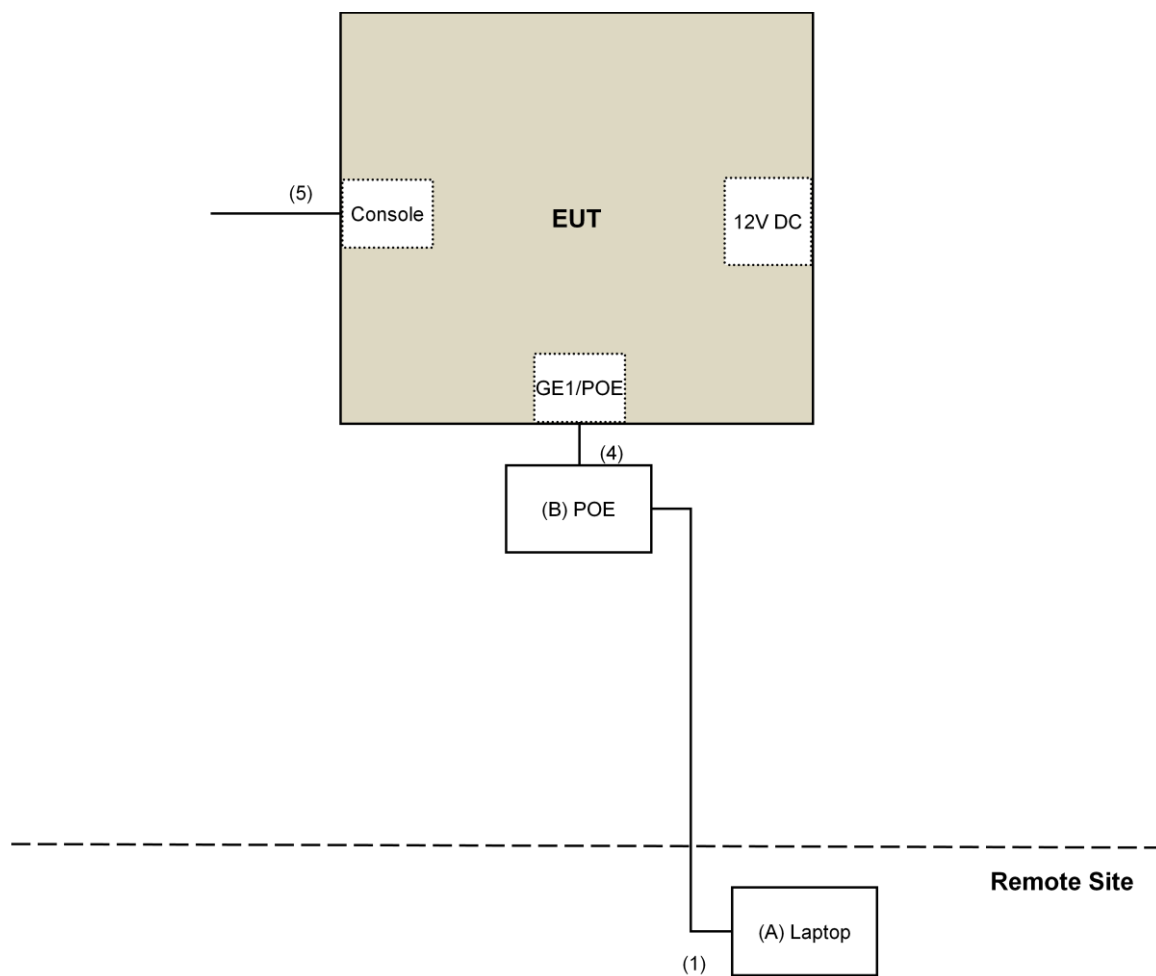 (5)
Console
EUT
12V DC
GE1/POE
(4)
(B) POE
Remote Site
(A) Laptop
(1)